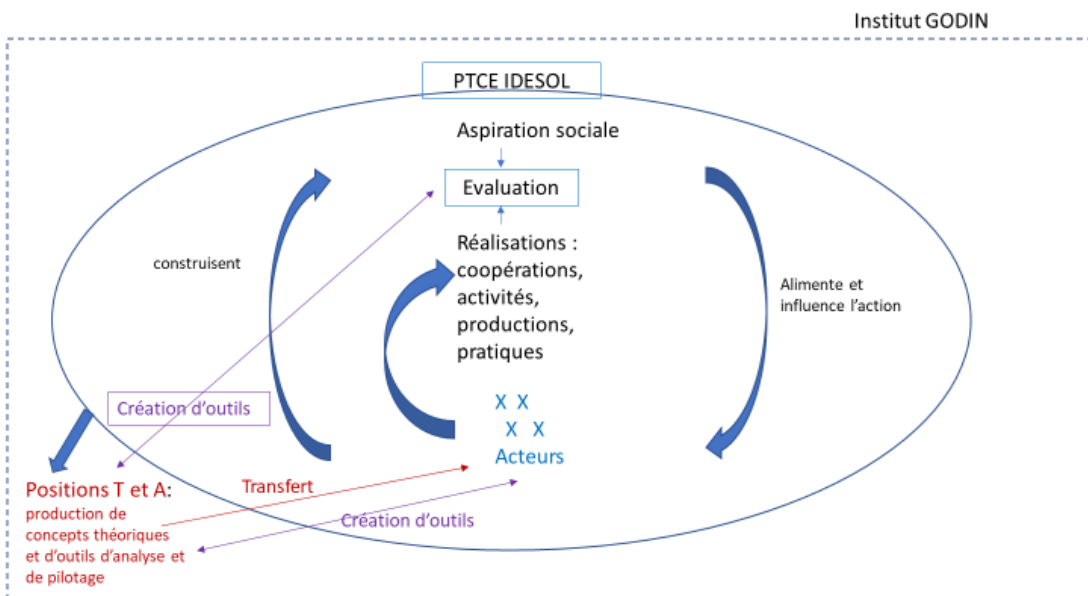 Institut GODIN
PTCE IDESOL
Aspiration sociale
Evaluation
Réalisations :
coopérations,
activités,
productions,
pratiques
construisent
Alimente et
influence l'action
Création d'outils
X X
X X
Acteurs
Positions T et A:
production de
concepts théoriques
et d'outils d'analyse et
de pilotage
Transfert
Création d'outils